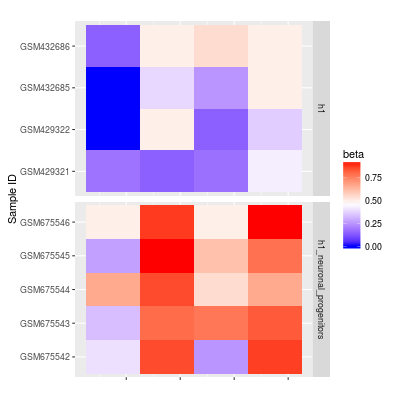 Sample ID
GSM432686
GSM432685
GSM429322
GSM429321
h1
GSM675546
GSM675545
GSM675544
GSM675543
GSM675542
h1_neuronal_progenitors
beta
0.75
0.50
0.25
0.00